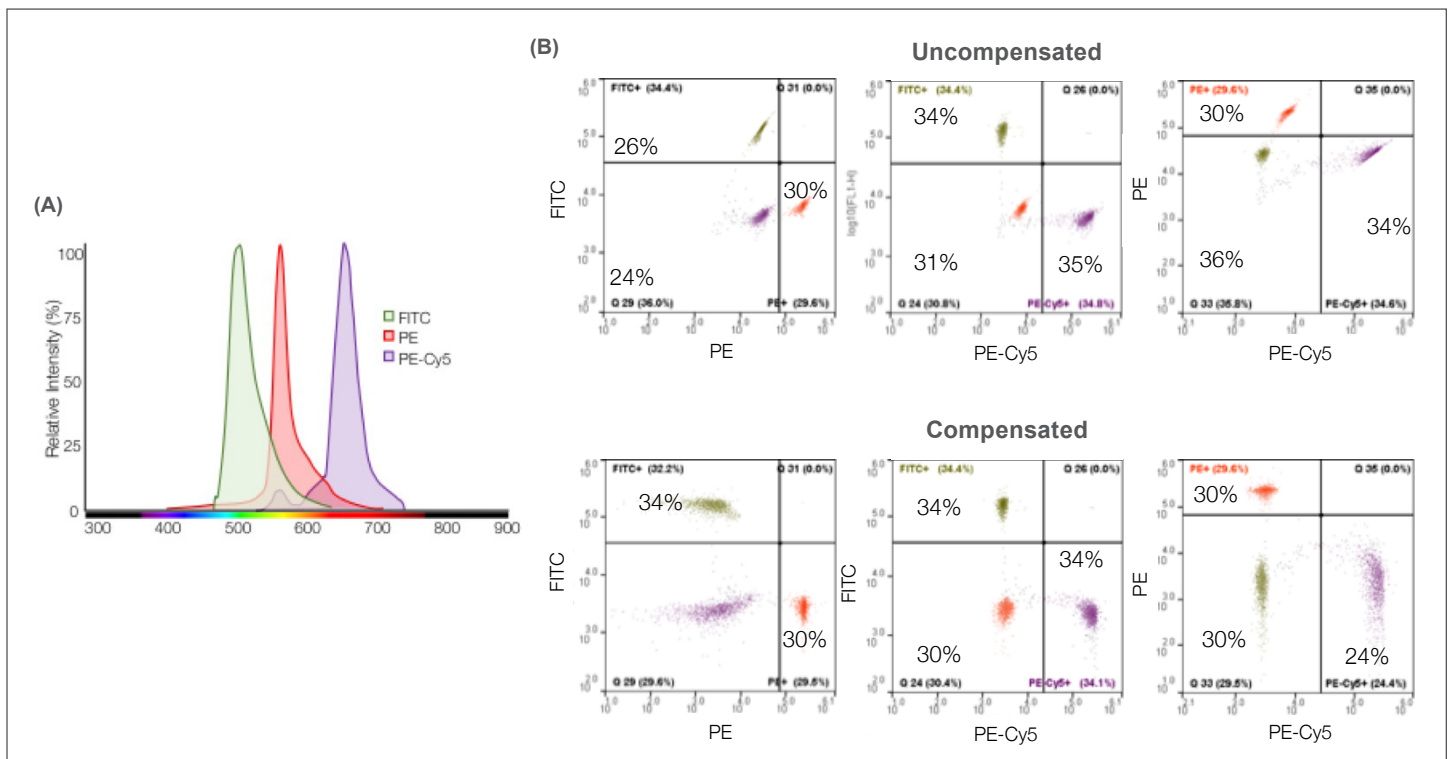 (A)
Relative Intensity (%)
100
75
50
25
0
300 400 500 600 700 800 900
FITC
PE
PE-Cy5
(B)
Uncompensated
FITC+ (34.4%)
Q 31 (0.0%)
26%
30%
24%
Q 29 (36.0%)
PE+ (29.6%)
FITC
PE
FITC+ (34.4%)
Q 26 (0.0%)
34%
31%
35%
Q 24 (30.8%)
PE-Cy5+ (34.8%)
log10(FL1-H)
PE-Cy5
PE+ (29.6%)
Q 35 (0.0%)
30%
34%
36%
Q 33 (35.8%)
PE-Cy5+ (34.6%)
PE
PE-Cy5
Compensated
FITC+ (32.2%)
Q 31 (0.0%)
34%
30%
Q 29 (29.6%)
PE+ (29.5%)
FITC
PE
FITC+ (34.4%)
Q 26 (0.0%)
34%
34%
30%
Q 24 (30.4%)
PE-Cy5+ (34.1%)
FITC
PE-Cy5
PE+ (29.6%)
Q 35 (0.0%)
30%
30%
24%
Q 33 (29.5%)
PE-Cy5+ (24.4%)
PE
PE-Cy5